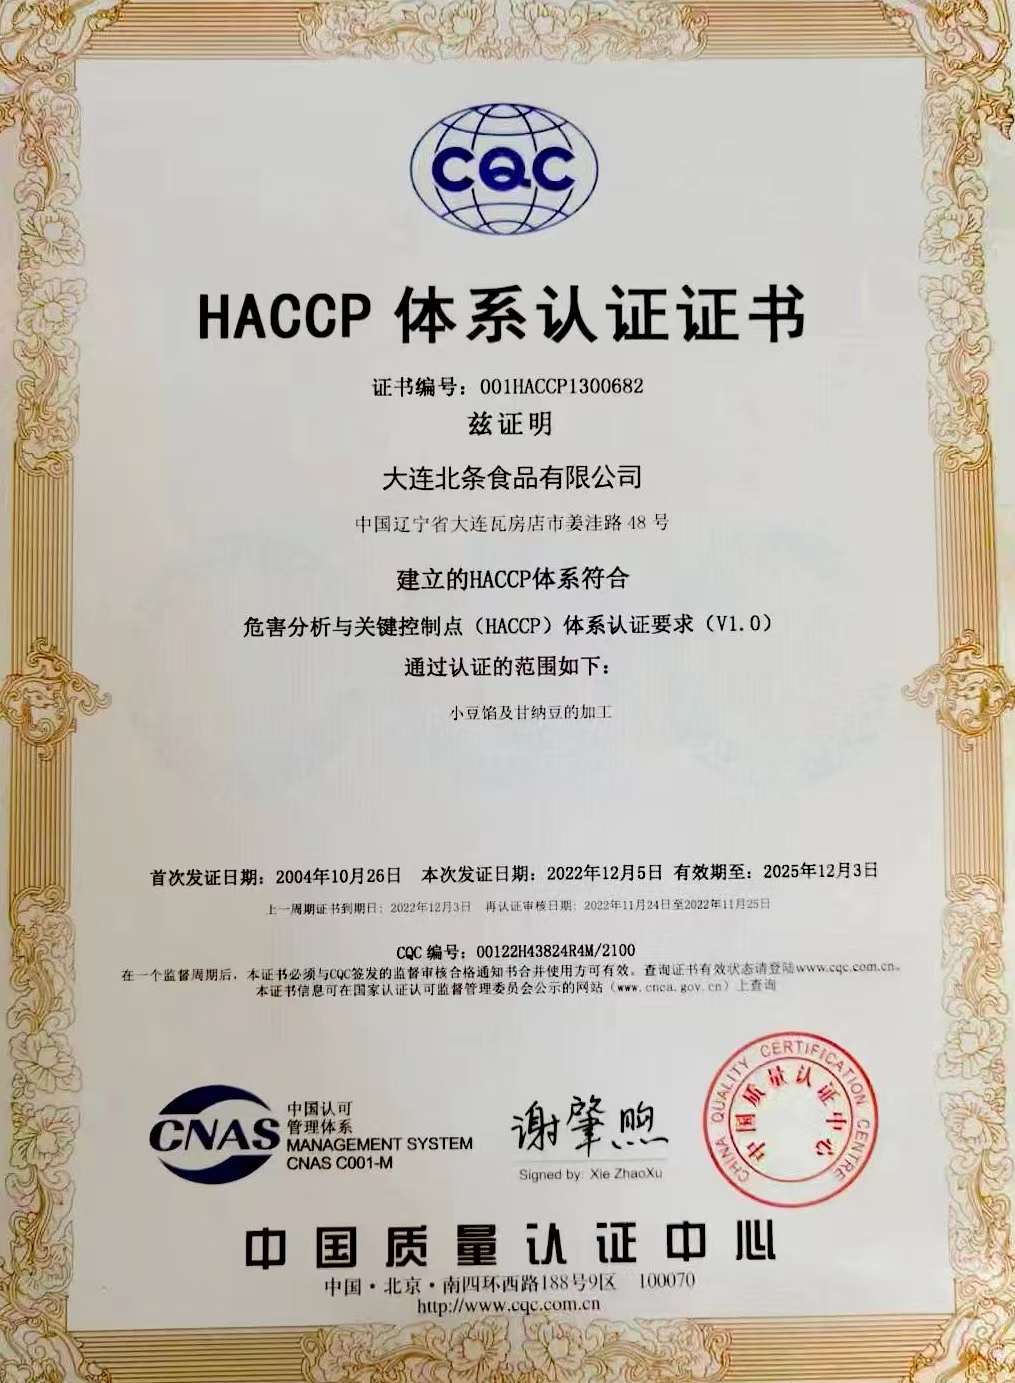 CQC
HACCP 体系认证证书
证书编号：001HACCP1300682
兹证明
大连北条食品有限公司
中国辽宁省大连瓦房店市姜洼路 48 号
建立的HACCP体系符合
危害分析与关键控制点（HACCP）体系认证要求（V1.0）
通过认证的范围如下：
小豆馅及甘纳豆的加工
首次发证日期：2004年10月26日 本次发证日期：2022年12月5日 有效期至：2025年12月3日
上一周期证书到期日：2022年12月3日 再认证审核日期：2022年11月24日至2022年11月25日
CQC 编号：00122H43824R4M/2100
在一个监督周期后，本证书必须与CQC签发的监督审核合格通知书合并使用方可有效。查询证书有效状态请登陆www.cqc.com.cn。
本证书信息可在国家认证认可监督管理委员会公示的网站（www.cnca.gov.cn）上查询
CNAS
中国认可
管理体系
MANAGEMENT SYSTEM
CNAS C001-M
谢肇煦
Signed by: Xie ZhaoXu
CHINA QUALITY CERTIFICATION CENTRE
中国质量认证中心
中国质量认证中心
中国·北京·南四环西路188号9区 100070
http://www.cqc.com.cn